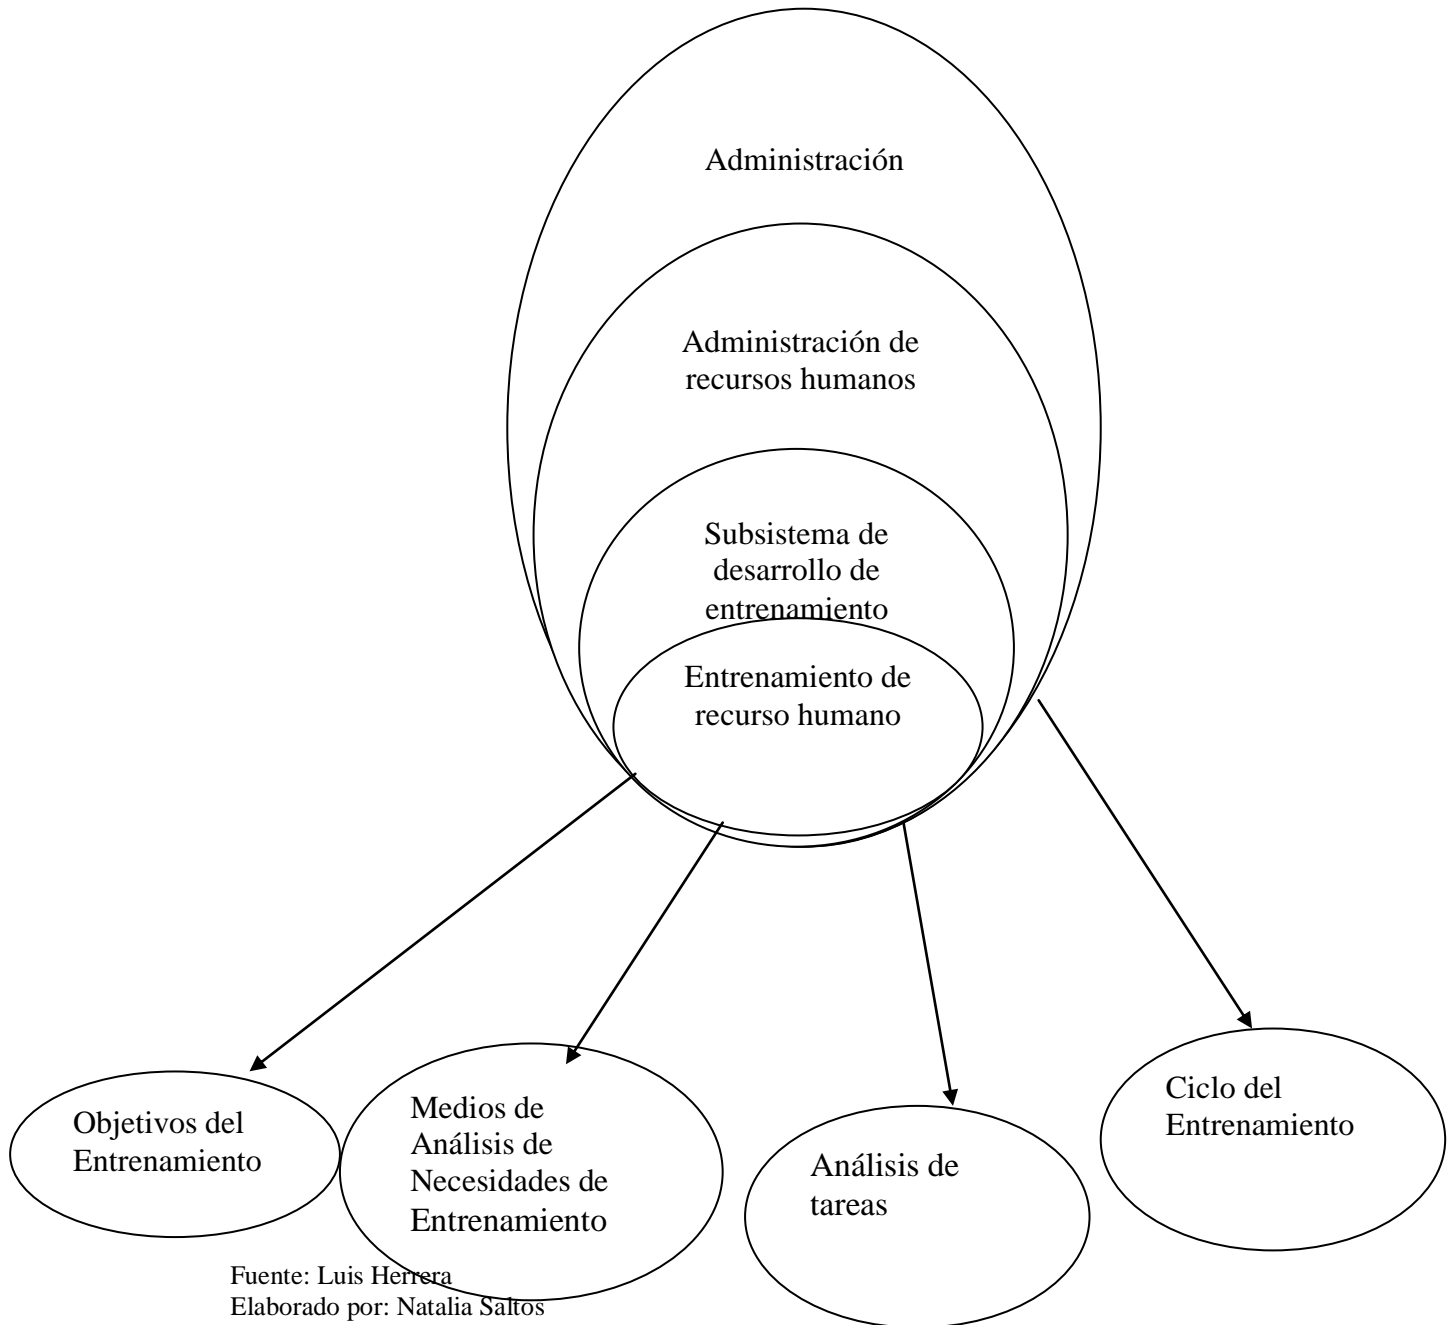 Administración
Administración de
recursos humanos
Subsistema de
desarrollo de
entrenamiento
Entrenamiento de
recurso humano
Objetivos del
Entrenamiento
Medios de
Análisis de
Necesidades de
Entrenamiento
Análisis de
tareas
Ciclo del
Entrenamiento
Fuente: Luis Herrera
Elaborado por: Natalia Saltos